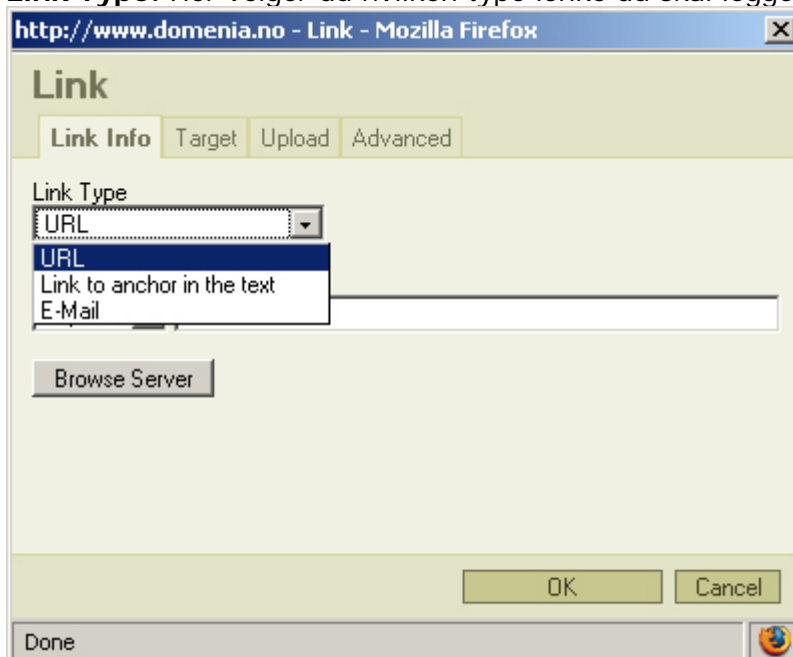 http://www.domenia.no - Link - Mozilla Firefox
Link
Link Info Target Upload Advanced
Link Type
URL
URL
Link to anchor in the text
E-Mail
Browse Server
OK Cancel
Done